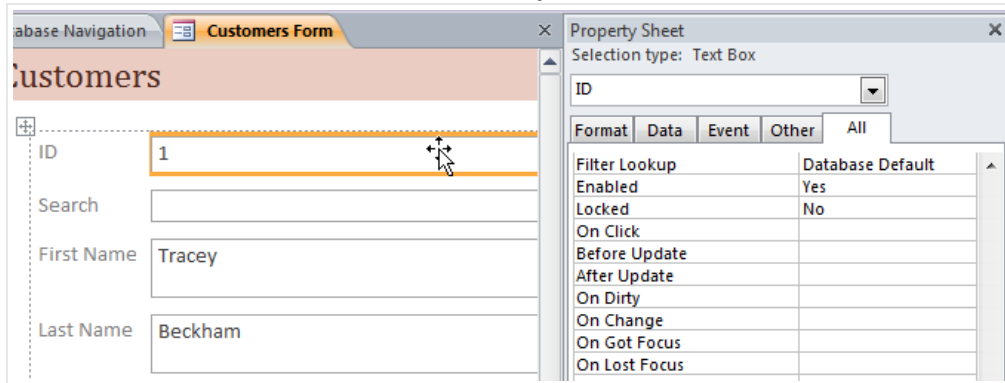 abase Navigation
Customers Form
Customers
ID
1
Search
First Name
Tracey
Last Name
Beckham
Property Sheet
Selection type: Text Box
ID
Format Data Event Other All
Filter Lookup Database Default
Enabled Yes
Locked No
On Click
Before Update
After Update
On Dirty
On Change
On Got Focus
On Lost Focus